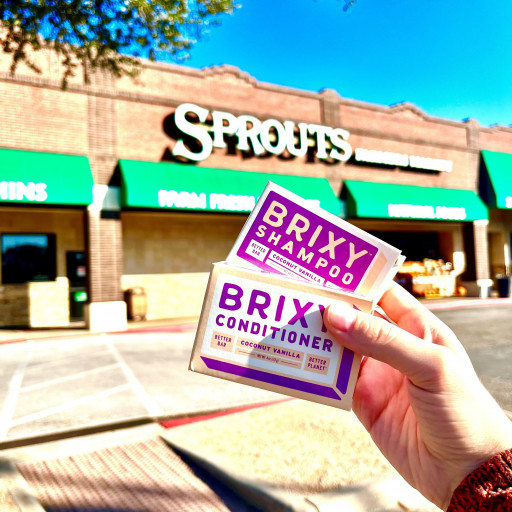 SPROUTS
FARM FRESH
BRIXY
SHAMPOO
BETTER
BAR
COCONUT VANILLA
BRIXY
CONDITIONER
BETTER
BAR
COCONUT VANILLA
BETTER
PLANET